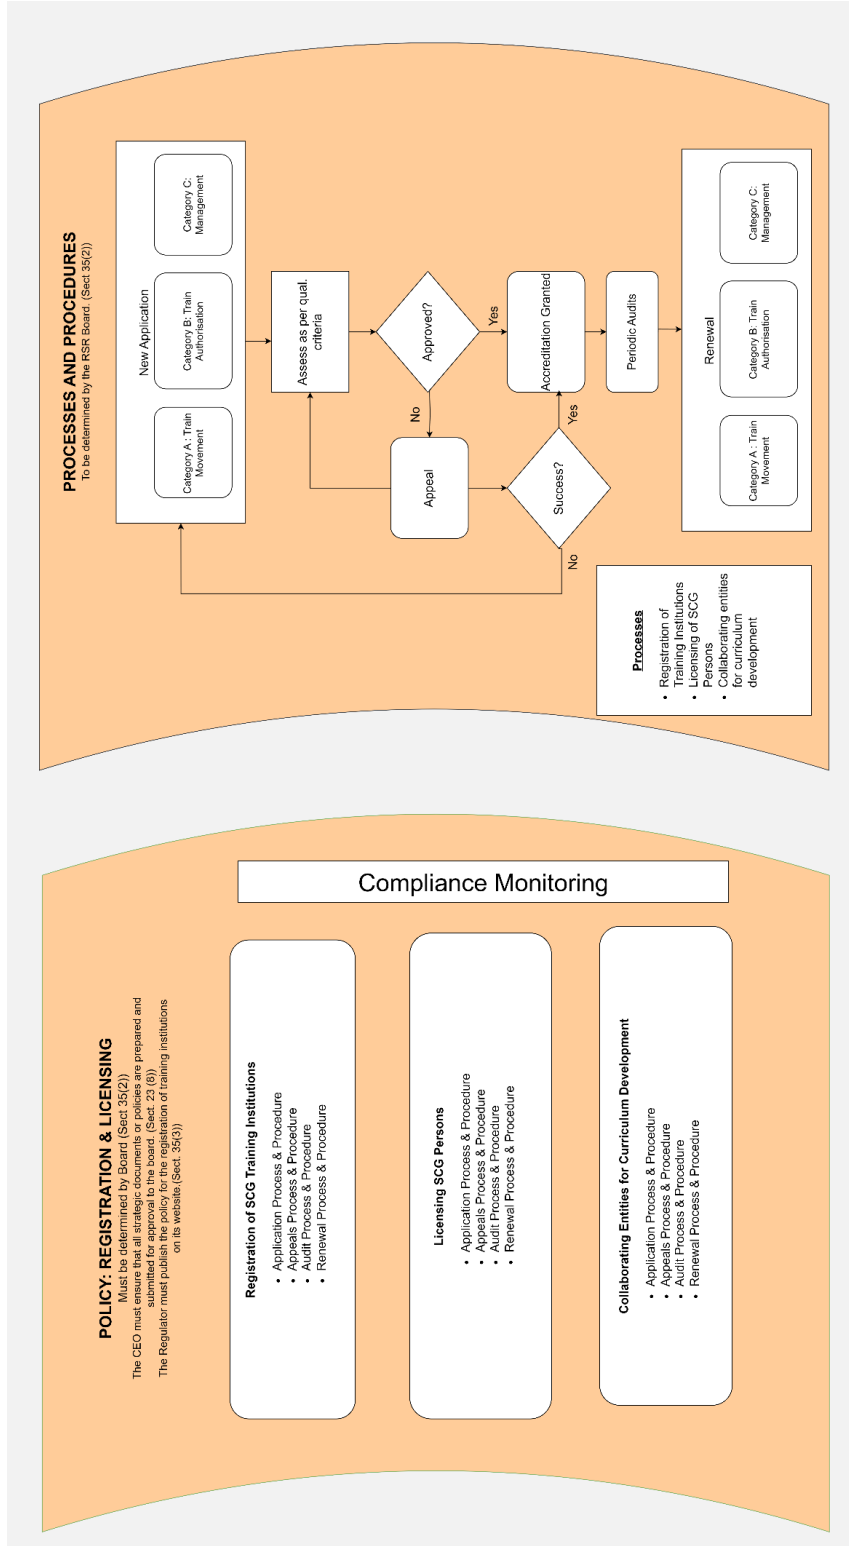 POLICY: REGISTRATION & LICENSING
Must be determined by Board (Sect 35(2))
The CEO must ensure that all strategic documents or policies are prepared and
submitted for approval to the board. (Sect. 23 (8))
The Regulator must publish the policy for the registration of training institutions
on its website.(Sect. 35(3))
Registration of SCG Training Institutions
• Application Process & Procedure
• Appeals Process & Procedure
• Audit Process & Procedure
• Renewal Process & Procedure
Licensing SCG Persons
• Application Process & Procedure
• Appeals Process & Procedure
• Audit Process & Procedure
• Renewal Process & Procedure
Collaborating Entities for Curriculum Development
• Application Process & Procedure
• Appeals Process & Procedure
• Audit Process & Procedure
• Renewal Process & Procedure
Compliance Monitoring
PROCESSES AND PROCEDURES
To be determined by the RSR Board. (Sect 35(2))
New Application
Category A : Train
Movement
Category B: Train
Authorisation
Category C:
Management
Assess as per qual.
criteria
Approved?
No
Yes
Appeal
Success?
No
Yes
Accreditation Granted
Periodic Audits
Renewal
Category A : Train
Movement
Category B: Train
Authorisation
Category C:
Management
Processes
• Registration of
Training Institutions
• Licensing of SCG
Persons
• Collaborating entities
for curriculum
development